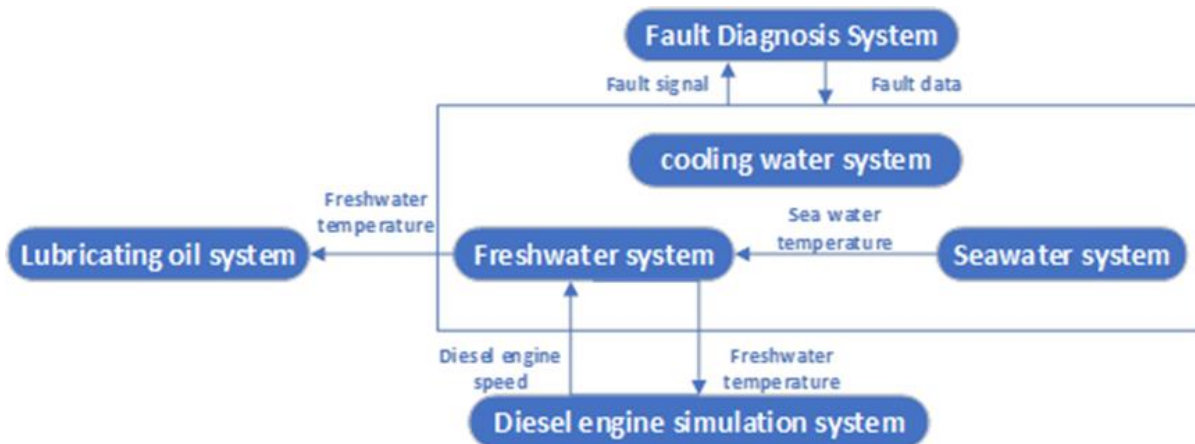 Fault Diagnosis System
Fault signal
Fault data
cooling water system
Freshwater
temperature
Sea water
temperature
Lubricating oil system
Freshwater system
Seawater system
Diesel engine
speed
Freshwater
temperature
Diesel engine simulation system